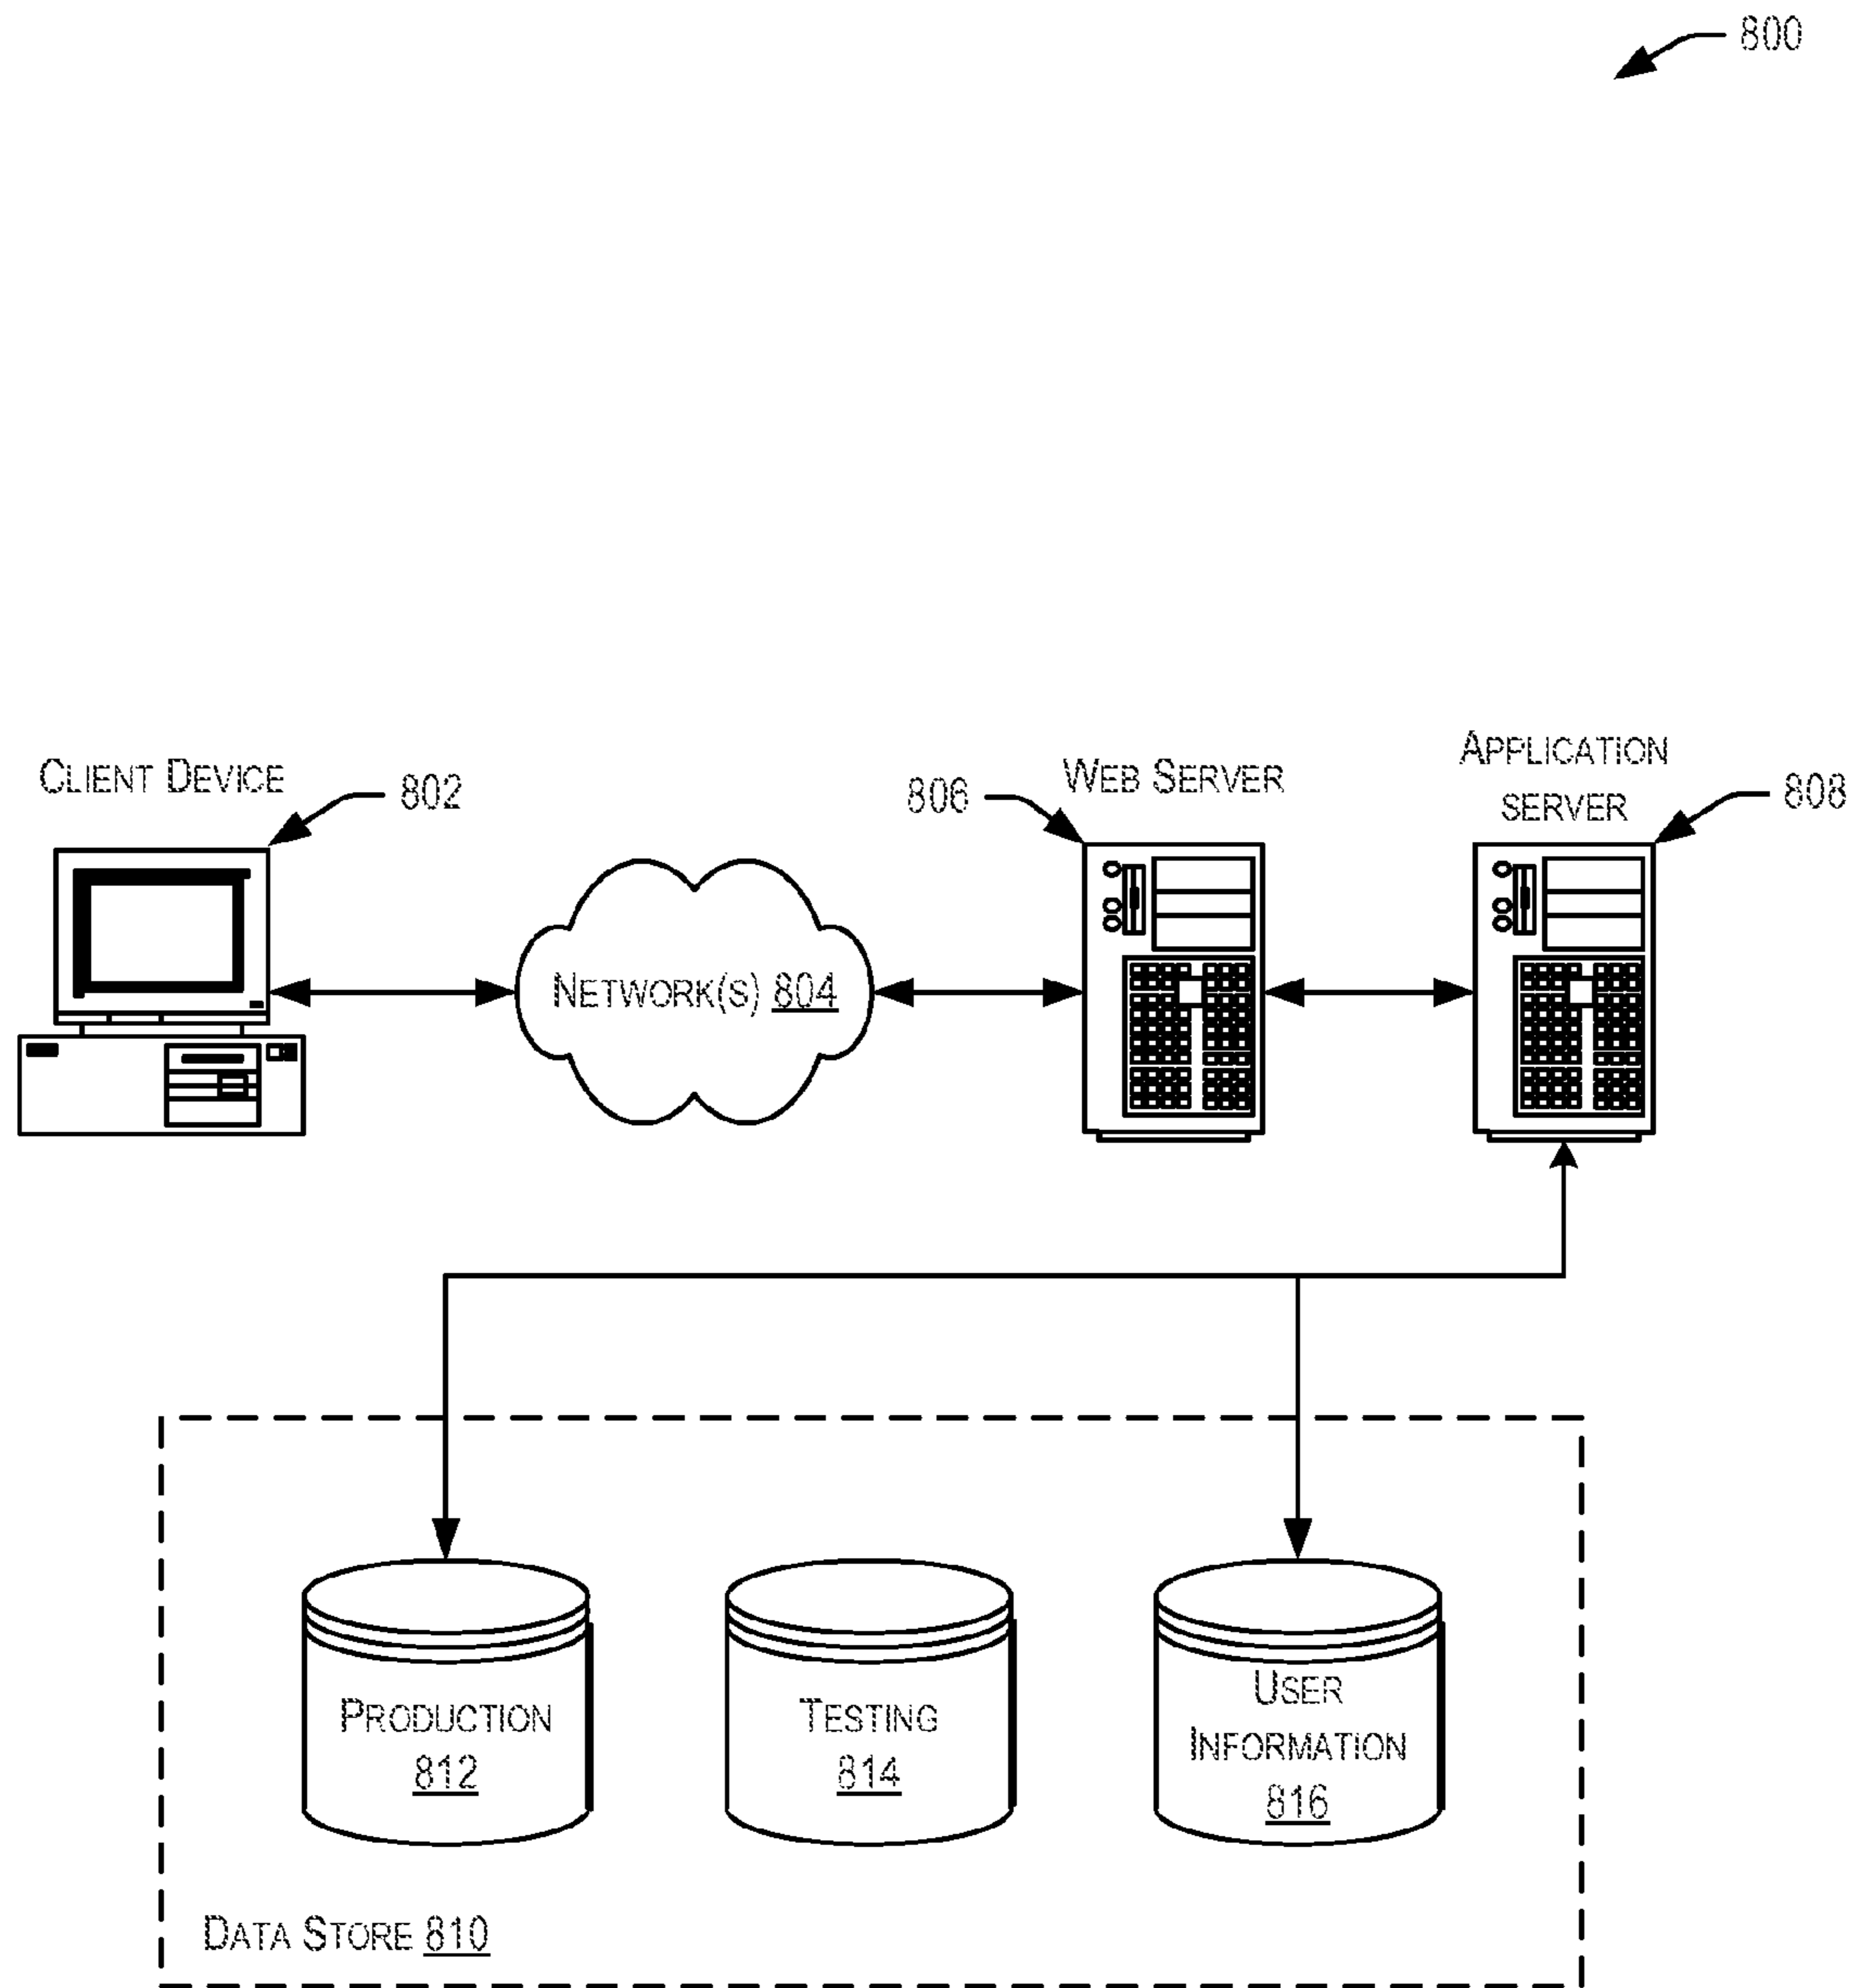 800
CLIENT DEVICE
802
806
WEB SERVER
APPLICATION
SERVER
808
NETWORK(S) 804
PRODUCTION
812
TESTING
814
USER
INFORMATION
816
DATA STORE 810